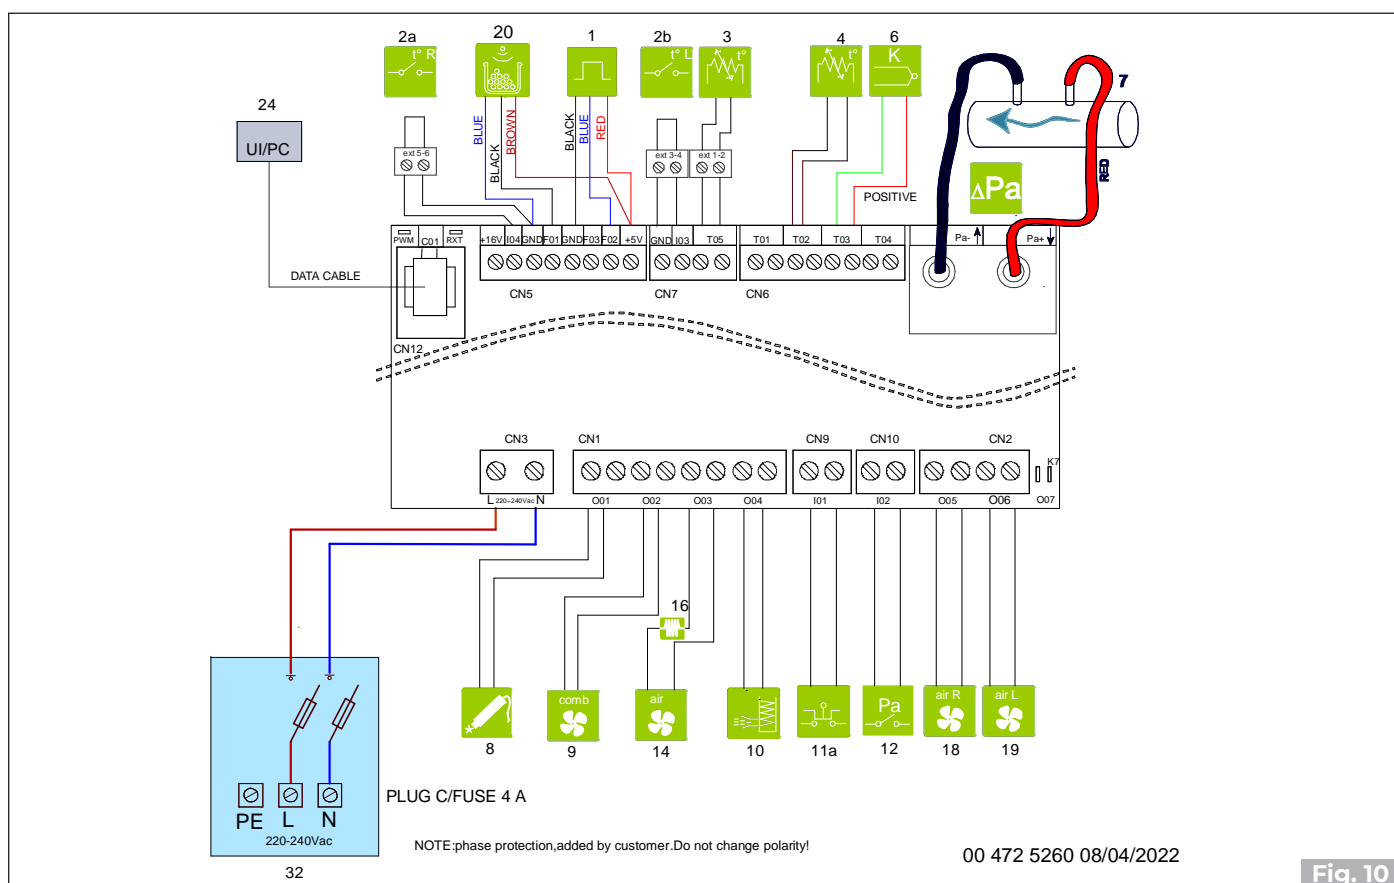 2a
20
1
2b
3
4
6
t° R
t° L
t°
t°
K
7
24
UI/PC
BLUE
BLACK
BROWN
BLACK
BLUE
RED
ext 5-6
ext 3-4
ext 1-2
POSITIVE
ΔPa
RED
PWM
C01
RXT
+16V
I04
GND
F01
GND
F03
F02
+5V
GND
I03
T05
T01
T02
T03
T04
Pa-
Pa+
DATA CABLE
CN5
CN7
CN6
CN12
CN3
CN1
CN9
CN10
CN2
K7
L
220÷240Vac
N
O01
O02
O03
O04
I01
I02
O05
O06
O07
16
comb
air
Pa
air R
air L
8
9
14
10
11a
12
18
19
PLUG C/FUSE 4 A
PE
L
N
220-240Vac
32
NOTE:phase protection,added by customer.Do not change polarity!
00 472 5260 08/04/2022
Fig. 10